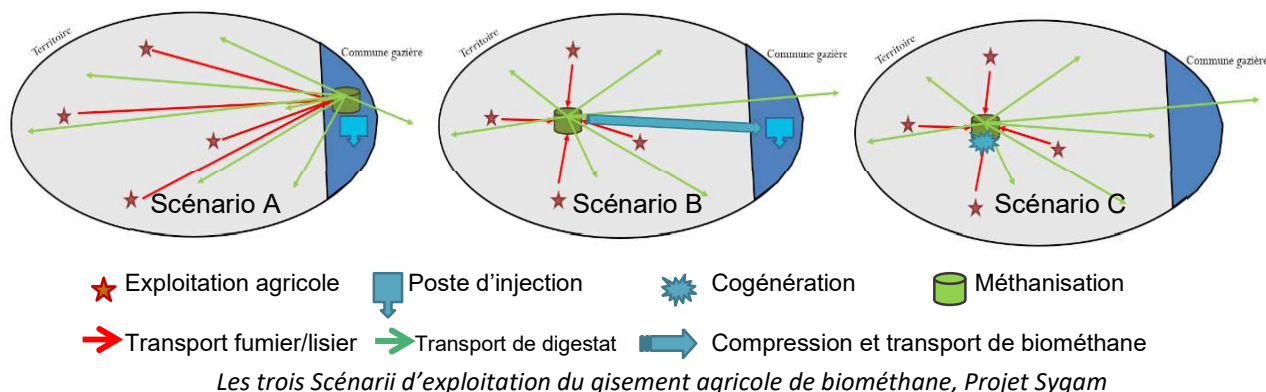 Territoire
Commune gazière
Scénario A
Territoire
Commune gazière
Scénario B
Territoire
Commune gazière
Scénario C
Exploitation agricole
Poste d’injection
Cogénération
Méthanisation
Transport fumier/lisier
Transport de digestat
Compression et transport de biométhane
Les trois Scénarii d’exploitation du gisement agricole de biométhane, Projet Sygam